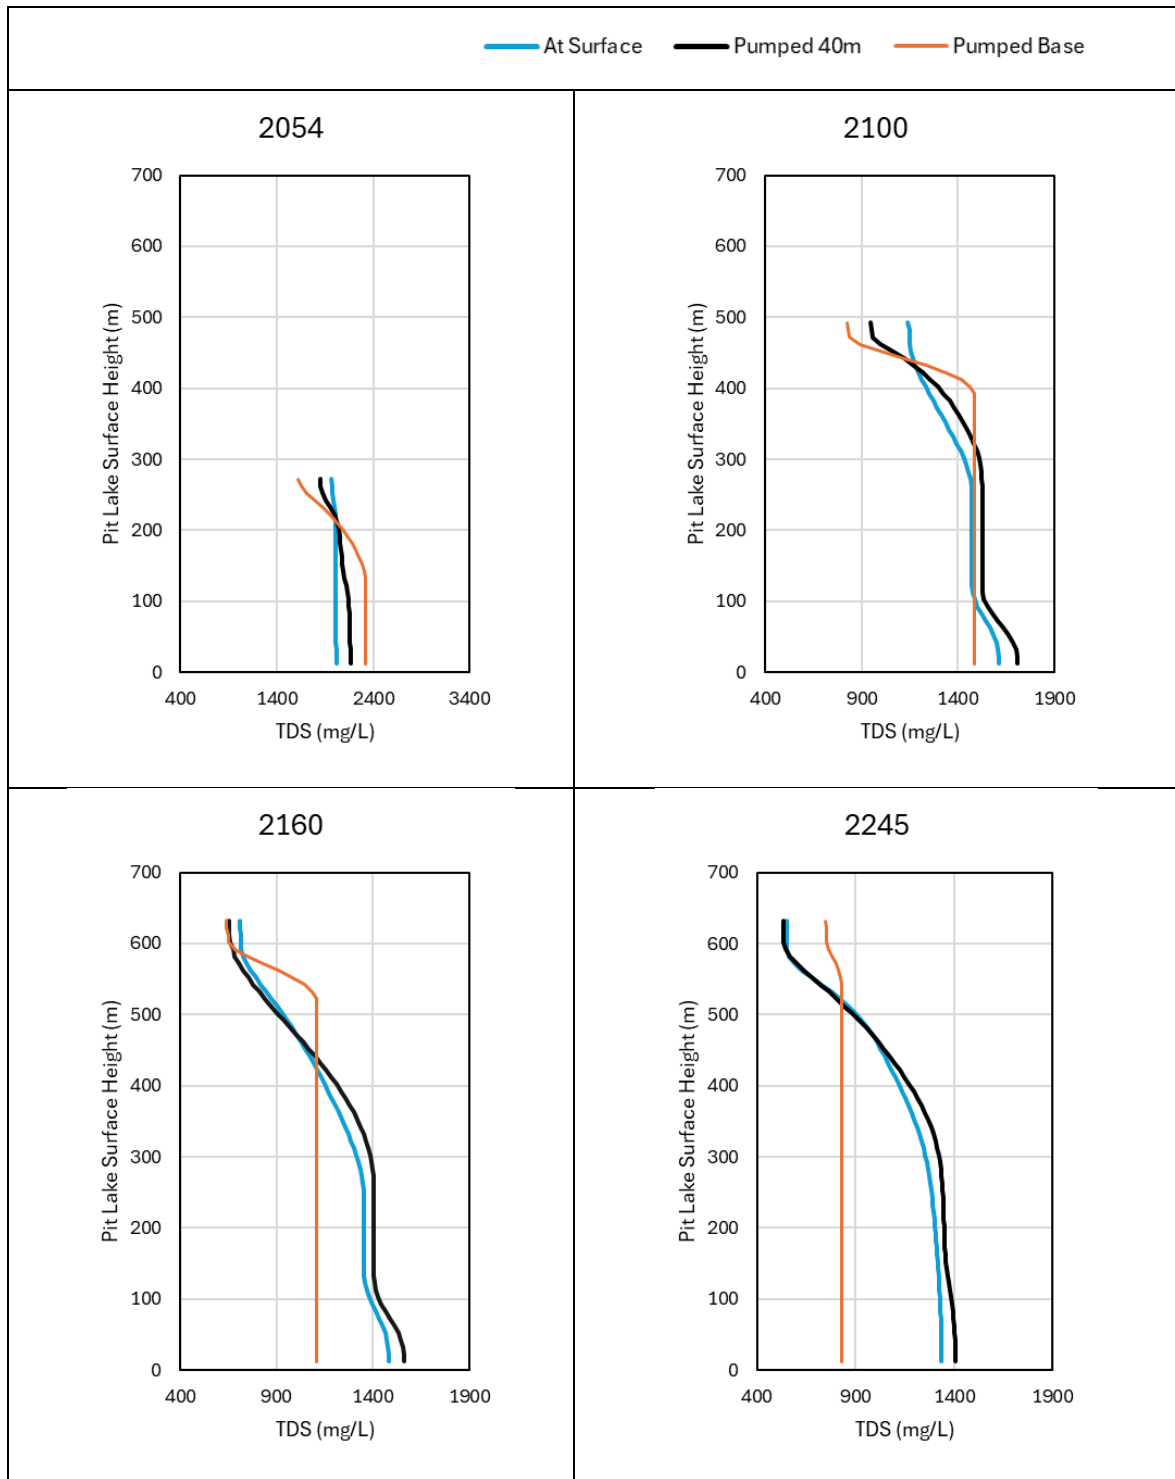 At Surface Pumped 40m Pumped Base
2054
700
600
500
400
300
200
100
0
Pit Lake Surface Height (m)
400 1400 2400 3400
TDS (mg/L)
2100
700
600
500
400
300
200
100
0
Pit Lake Surface Height (m)
400 900 1400 1900
TDS (mg/L)
2160
700
600
500
400
300
200
100
0
Pit Lake Surface Height (m)
400 900 1400 1900
TDS (mg/L)
2245
700
600
500
400
300
200
100
0
Pit Lake Surface Height (m)
400 900 1400 1900
TDS (mg/L)